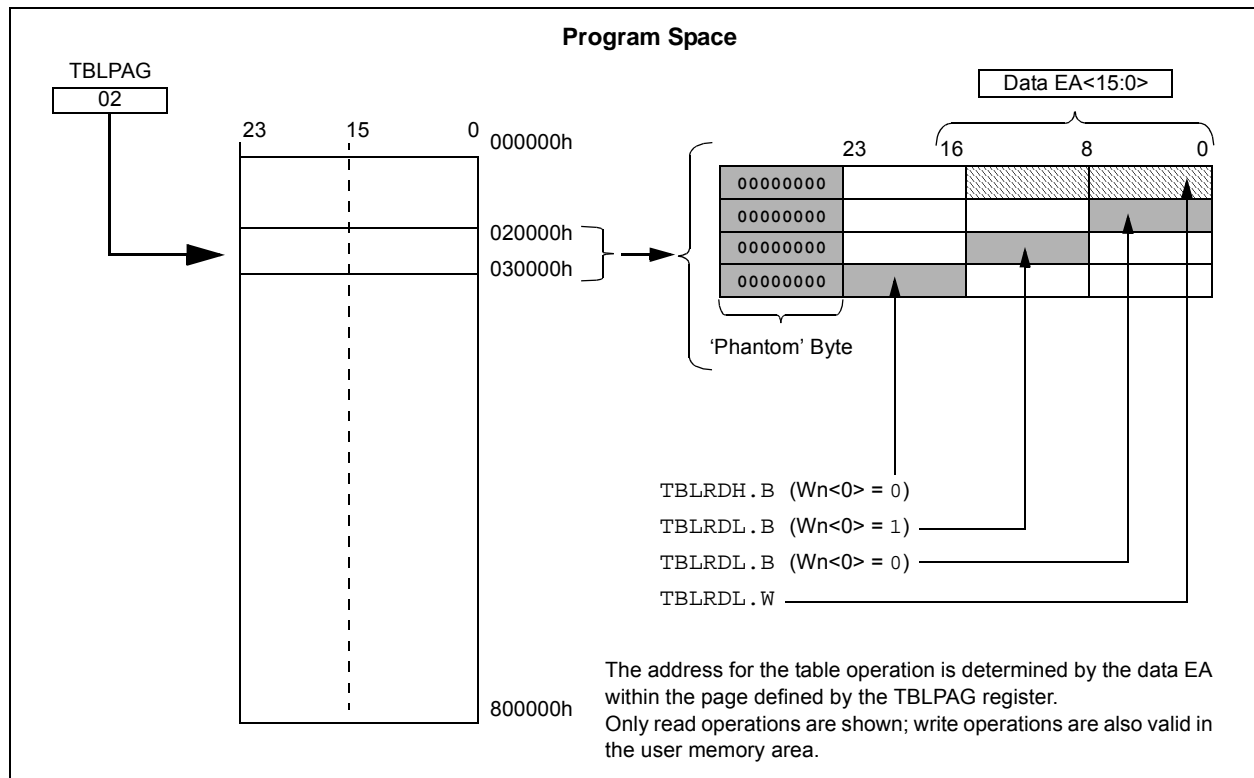 Program Space
TBLPAG
02
Data EA<15:0>
23 15 0
000000h
23 16 8 0
00000000
00000000
00000000
00000000
020000h
030000h
'Phantom' Byte
TBLRDH.B (Wn<0> = 0)
TBLRDL.B (Wn<0> = 1)
TBLRDL.B (Wn<0> = 0)
TBLRDL.W
800000h
The address for the table operation is determined by the data EA
within the page defined by the TBLPAG register.
Only read operations are shown; write operations are also valid in
the user memory area.